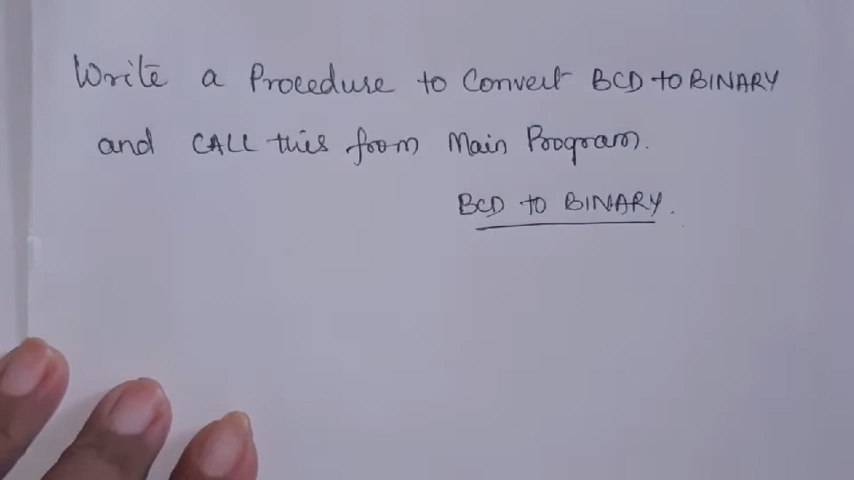 Write a Procedure to Convert BCD to BINARY
and CALL this from Main Program.
BCD to BINARY.